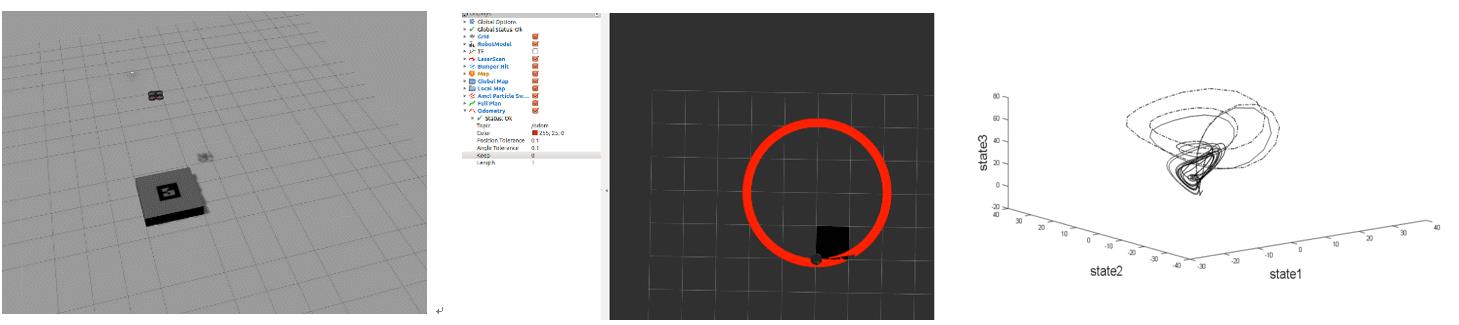 Global Options
Global Status: Ok
Grid
RobotModel
TF
LaserScan
Bumper Hit
Map
Global Map
Local Map
Amcl Particle Sw...
Full Plan
Odometry
Status: Ok
Topic /odom
Color 255; 25; 0
Position Tolerance 0.1
Angle Tolerance 0.1
Keep 0
Length 1
80
60
40
20
0
-20
state3
40
30
20
10
0
-10
-20
-30
-40
state2
-30
-20
-10
0
10
20
30
40
state1